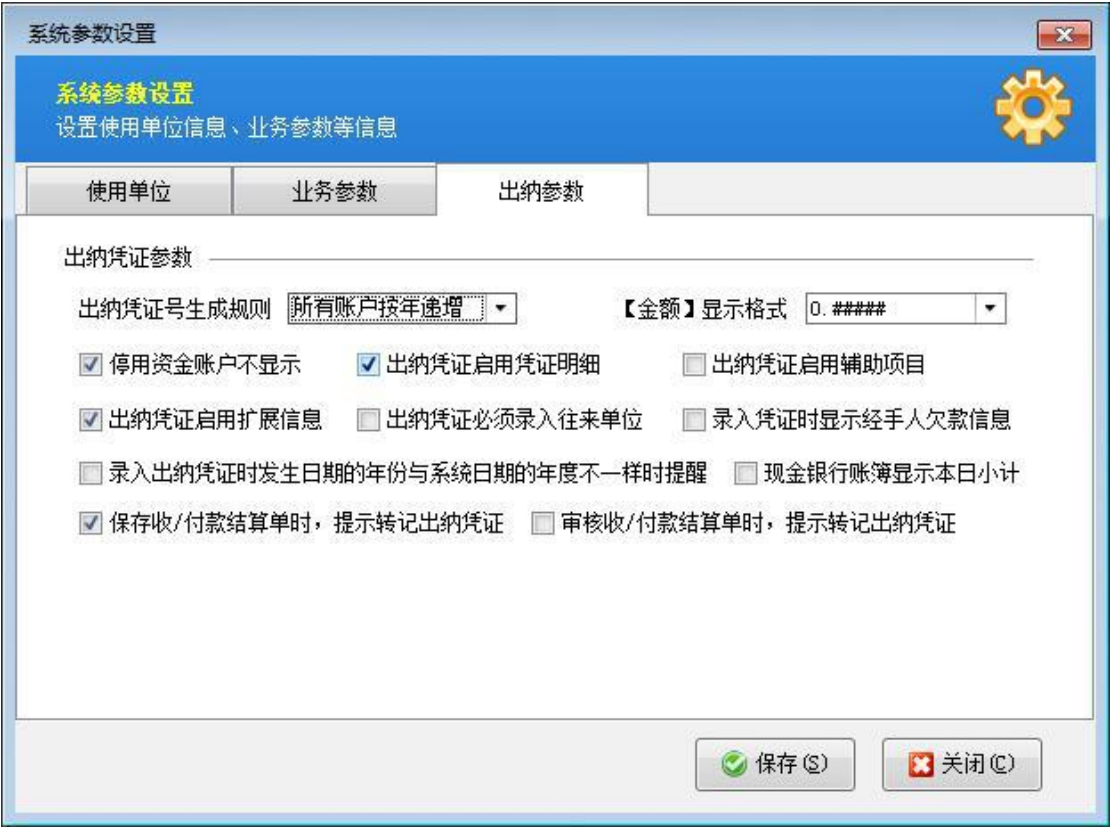 系统参数设置
系统参数设置
设置使用单位信息、业务参数等信息
使用单位 业务参数 出纳参数
出纳凭证参数
出纳凭证号生成规则 所有账户按年递增 【金额】显示格式 0.#####
停用资金账户不显示 出纳凭证启用凭证明细 出纳凭证启用辅助项目
出纳凭证启用扩展信息 出纳凭证必须录入往来单位 录入凭证时显示经手人欠款信息
录入出纳凭证时发生日期的年份与系统日期的年度不一样时提醒 现金银行账簿显示本日小计
保存收/付款结算单时，提示转记出纳凭证 审核收/付款结算单时，提示转记出纳凭证
保存(S) 关闭(C)